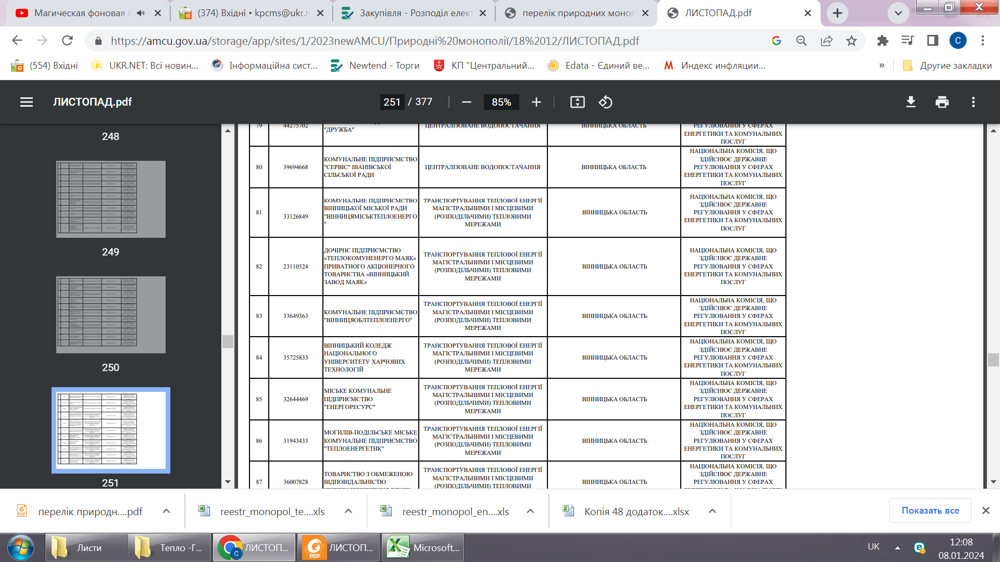 Магическая фоновая
(374) Вхідні • kpcms@ukr.n
Закупівля - Розподіл елек
перелік природних моноп
ЛИСТОПАД.pdf
https://amcu.gov.ua/storage/app/sites/1/2023newAMCU/Природні%20монополії/18%2012/ЛИСТОПАД.pdf
C
(554) Вхідні
UKR.NET: Всі новин...
Інформаційна сист...
Newtend - Торги
КП "Центральний...
Edata - Єдиний ве...
Индекс инфляции...
»
Другие закладки
ЛИСТОПАД.pdf
251 / 377
85%
248
249
250
251
79
44275702
"ДРУЖБА"
ЦЕНТРАЛІЗОВАНЕ ВОДОПОСТАЧАННЯ
ВІННИЦЬКА ОБЛАСТЬ
РЕГУЛЮВАННЯ У СФЕРАХ
ЕНЕРГЕТИКИ ТА КОМУНАЛЬНИХ
ПОСЛУГ
80
39694668
КОМУНАЛЬНЕ ПІДПРИЄМСТВО
"СЕРВІС" ІВАНІВСЬКОЇ
СІЛЬСЬКОЇ РАДИ
ЦЕНТРАЛІЗОВАНЕ ВОДОПОСТАЧАННЯ
ВІННИЦЬКА ОБЛАСТЬ
НАЦІОНАЛЬНА КОМІСІЯ, ЩО
ЗДІЙСНЮЄ ДЕРЖАВНЕ
РЕГУЛЮВАННЯ У СФЕРАХ
ЕНЕРГЕТИКИ ТА КОМУНАЛЬНИХ
ПОСЛУГ
81
33126849
КОМУНАЛЬНЕ ПІДПРИЄМСТВО
ВІННИЦЬКОЇ МІСЬКОЇ РАДИ
"ВІННИЦЯМІСЬКТЕПЛОЕНЕРГО
"
ТРАНСПОРТУВАННЯ ТЕПЛОВОЇ ЕНЕРГІЇ
МАГІСТРАЛЬНИМИ І МІСЦЕВИМИ
(РОЗПОДІЛЬЧИМИ) ТЕПЛОВИМИ
МЕРЕЖАМИ
ВІННИЦЬКА ОБЛАСТЬ
НАЦІОНАЛЬНА КОМІСІЯ, ЩО
ЗДІЙСНЮЄ ДЕРЖАВНЕ
РЕГУЛЮВАННЯ У СФЕРАХ
ЕНЕРГЕТИКИ ТА КОМУНАЛЬНИХ
ПОСЛУГ
82
23110524
ДОЧІРНЄ ПІДПРИЄМСТВО
«ТЕПЛОКОМУНЕНЕРГО МАЯК»
ПРИВАТНОГО АКЦІОНЕРНОГО
ТОВАРИСТВА «ВІННИЦЬКИЙ
ЗАВОД МАЯК»
ТРАНСПОРТУВАННЯ ТЕПЛОВОЇ ЕНЕРГІЇ
МАГІСТРАЛЬНИМИ І МІСЦЕВИМИ
(РОЗПОДІЛЬЧИМИ) ТЕПЛОВИМИ
МЕРЕЖАМИ
ВІННИЦЬКА ОБЛАСТЬ
НАЦІОНАЛЬНА КОМІСІЯ, ЩО
ЗДІЙСНЮЄ ДЕРЖАВНЕ
РЕГУЛЮВАННЯ У СФЕРАХ
ЕНЕРГЕТИКИ ТА КОМУНАЛЬНИХ
ПОСЛУГ
83
33649363
КОМУНАЛЬНЕ ПІДПРИЄМСТВО
"ВІННИЦЯОБЛТЕПЛОЕНЕРГО"
ТРАНСПОРТУВАННЯ ТЕПЛОВОЇ ЕНЕРГІЇ
МАГІСТРАЛЬНИМИ І МІСЦЕВИМИ
(РОЗПОДІЛЬЧИМИ) ТЕПЛОВИМИ
МЕРЕЖАМИ
ВІННИЦЬКА ОБЛАСТЬ
НАЦІОНАЛЬНА КОМІСІЯ, ЩО
ЗДІЙСНЮЄ ДЕРЖАВНЕ
РЕГУЛЮВАННЯ У СФЕРАХ
ЕНЕРГЕТИКИ ТА КОМУНАЛЬНИХ
ПОСЛУГ
84
35725833
ВІННИЦЬКИЙ КОЛЕДЖ
НАЦІОНАЛЬНОГО
УНІВЕРСИТЕТУ ХАРЧОВИХ
ТЕХНОЛОГІЙ
ТРАНСПОРТУВАННЯ ТЕПЛОВОЇ ЕНЕРГІЇ
МАГІСТРАЛЬНИМИ І МІСЦЕВИМИ
(РОЗПОДІЛЬЧИМИ) ТЕПЛОВИМИ
МЕРЕЖАМИ
ВІННИЦЬКА ОБЛАСТЬ
НАЦІОНАЛЬНА КОМІСІЯ, ЩО
ЗДІЙСНЮЄ ДЕРЖАВНЕ
РЕГУЛЮВАННЯ У СФЕРАХ
ЕНЕРГЕТИКИ ТА КОМУНАЛЬНИХ
ПОСЛУГ
85
32644469
МІСЬКЕ КОМУНАЛЬНЕ
ПІДПРИЄМСТВО
"ЕНЕРГОРЕСУРС"
ТРАНСПОРТУВАННЯ ТЕПЛОВОЇ ЕНЕРГІЇ
МАГІСТРАЛЬНИМИ І МІСЦЕВИМИ
(РОЗПОДІЛЬЧИМИ) ТЕПЛОВИМИ
МЕРЕЖАМИ
ВІННИЦЬКА ОБЛАСТЬ
НАЦІОНАЛЬНА КОМІСІЯ, ЩО
ЗДІЙСНЮЄ ДЕРЖАВНЕ
РЕГУЛЮВАННЯ У СФЕРАХ
ЕНЕРГЕТИКИ ТА КОМУНАЛЬНИХ
ПОСЛУГ
86
31943433
МОГИЛІВ-ПОДІЛЬСЬКЕ МІСЬКЕ
КОМУНАЛЬНЕ ПІДПРИЄМСТВО
"ТЕПЛОЕНЕРГЕТИК"
ТРАНСПОРТУВАННЯ ТЕПЛОВОЇ ЕНЕРГІЇ
МАГІСТРАЛЬНИМИ І МІСЦЕВИМИ
(РОЗПОДІЛЬЧИМИ) ТЕПЛОВИМИ
МЕРЕЖАМИ
ВІННИЦЬКА ОБЛАСТЬ
НАЦІОНАЛЬНА КОМІСІЯ, ЩО
ЗДІЙСНЮЄ ДЕРЖАВНЕ
РЕГУЛЮВАННЯ У СФЕРАХ
ЕНЕРГЕТИКИ ТА КОМУНАЛЬНИХ
ПОСЛУГ
87
36007828
ТОВАРИСТВО З ОБМЕЖЕНОЮ
ВІДПОВІДАЛЬНІСТЮ
ТРАНСПОРТУВАННЯ ТЕПЛОВОЇ ЕНЕРГІЇ
МАГІСТРАЛЬНИМИ І МІСЦЕВИМИ
(РОЗПОДІЛЬЧИМИ) ТЕПЛОВИМИ
ВІННИЦЬКА ОБЛАСТЬ
НАЦІОНАЛЬНА КОМІСІЯ, ЩО
ЗДІЙСНЮЄ ДЕРЖАВНЕ
РЕГУЛЮВАННЯ У СФЕРАХ
перелік природн....pdf
reestr_monopol_te....xls
reestr_monopol_en....xls
Копія 48 додаток....xlsx
Показать все
Листи
Тепло -Г...
ЛИСТОП...
ЛИСТОП...
Microsoft...
UK
12:08
08.01.2024